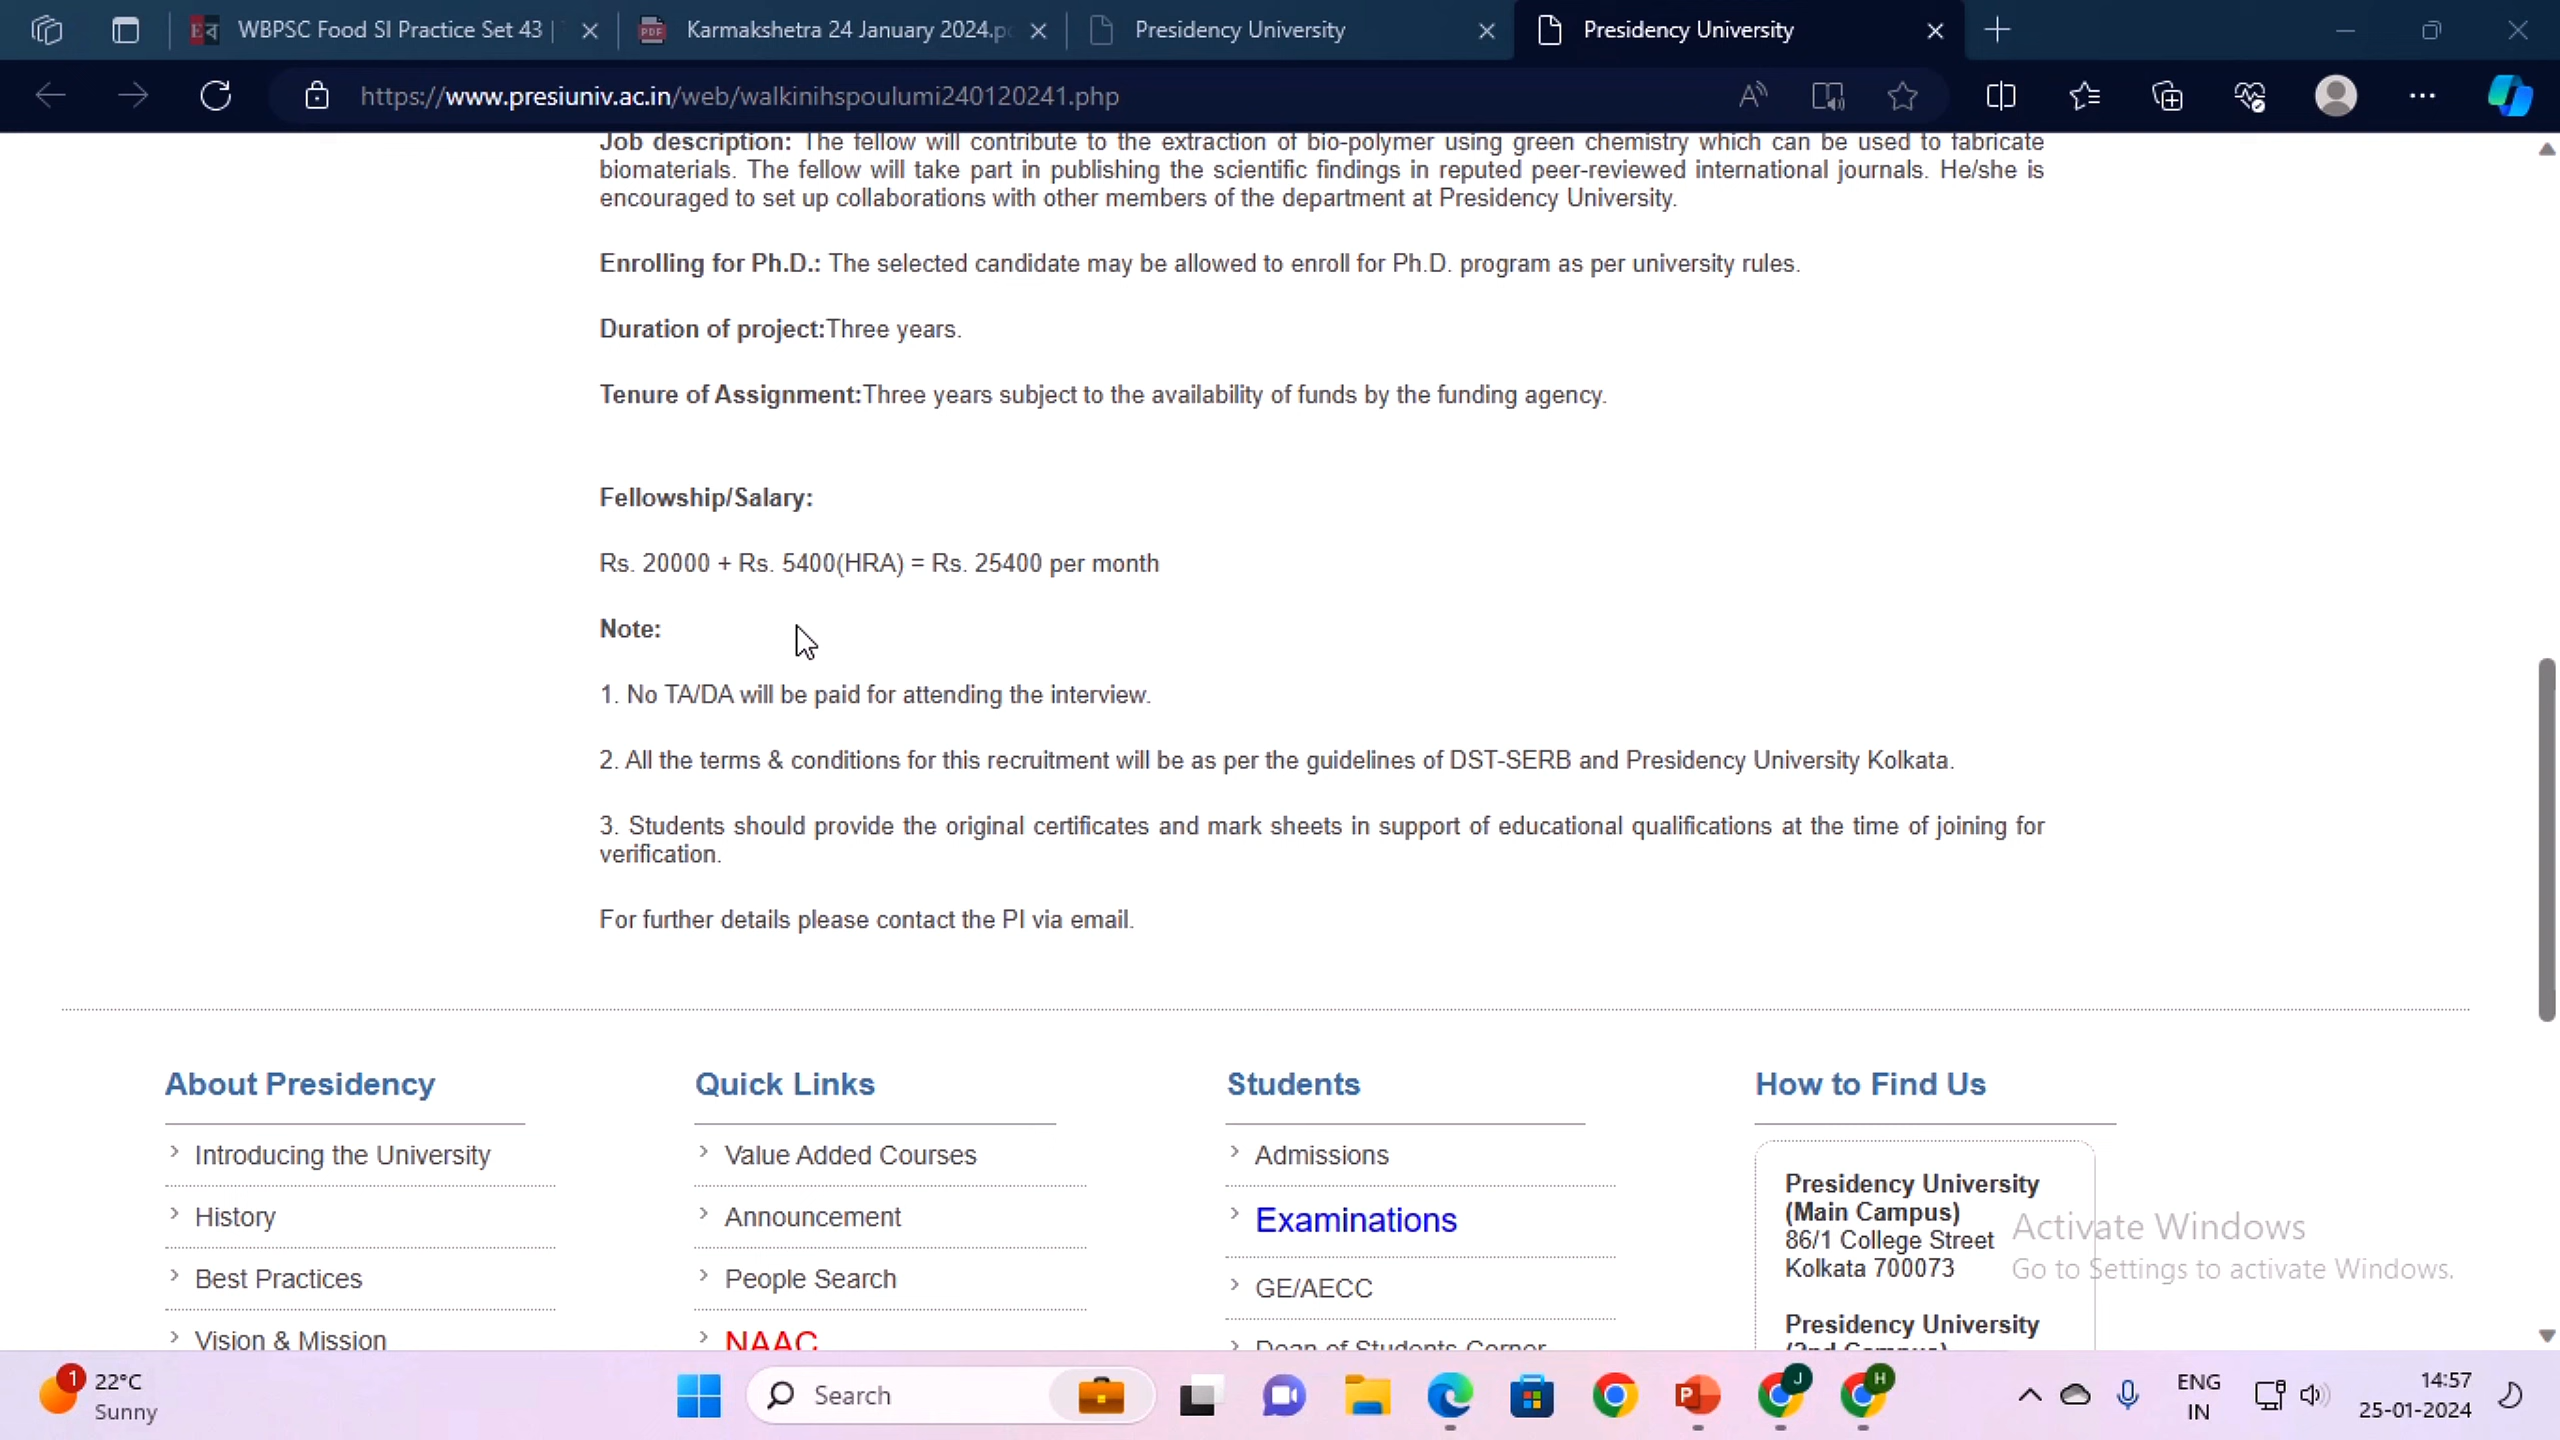 WBPSC Food SI Practice Set 43 |
Karmakshetra 24 January 2024.p
Presidency University
Presidency University
https://www.presiuniv.ac.in/web/walkinihspoulumi240120241.php
Job description: The fellow will contribute to the extraction of bio-polymer using green chemistry which can be used to fabricate
biomaterials. The fellow will take part in publishing the scientific findings in reputed peer-reviewed international journals. He/she is
encouraged to set up collaborations with other members of the department at Presidency University.
Enrolling for Ph.D.: The selected candidate may be allowed to enroll for Ph.D. program as per university rules.
Duration of project:Three years.
Tenure of Assignment:Three years subject to the availability of funds by the funding agency.
Fellowship/Salary:
Rs. 20000 + Rs. 5400(HRA) = Rs. 25400 per month
Note:
1. No TA/DA will be paid for attending the interview.
2. All the terms & conditions for this recruitment will be as per the guidelines of DST-SERB and Presidency University Kolkata.
3. Students should provide the original certificates and mark sheets in support of educational qualifications at the time of joining for
verification.
For further details please contact the PI via email.
About Presidency
Introducing the University
History
Best Practices
Vision & Mission
Quick Links
Value Added Courses
Announcement
People Search
NAAC
Students
Admissions
Examinations
GE/AECC
Dean of Students Corner
How to Find Us
Presidency University
(Main Campus)
86/1 College Street
Kolkata 700073
Presidency University
(2nd Campus)
Activate Windows
Go to Settings to activate Windows.
1
22°C
Sunny
Search
J
H
ENG
IN
14:57
25-01-2024